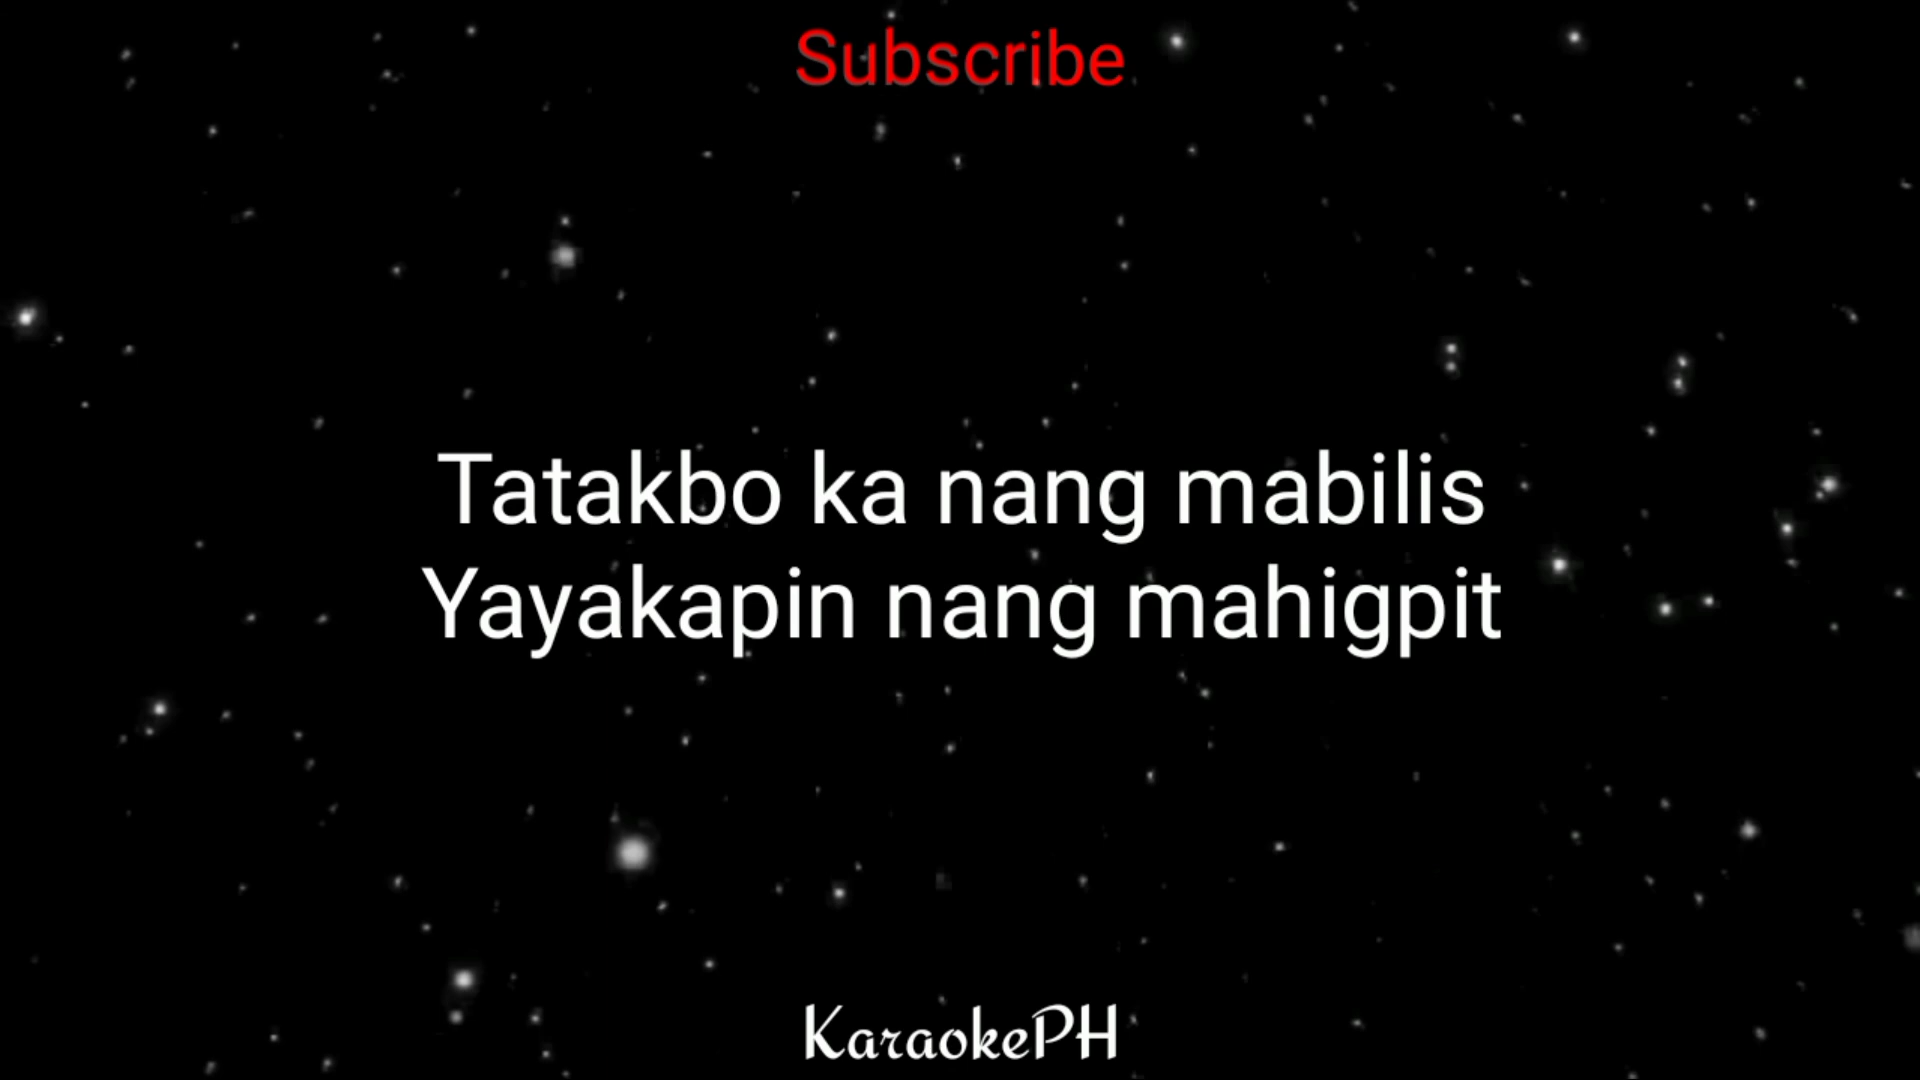 Subscribe
Tatakbo ka nang mabilis
Yayakapin nang mahigpit
KaraokePH